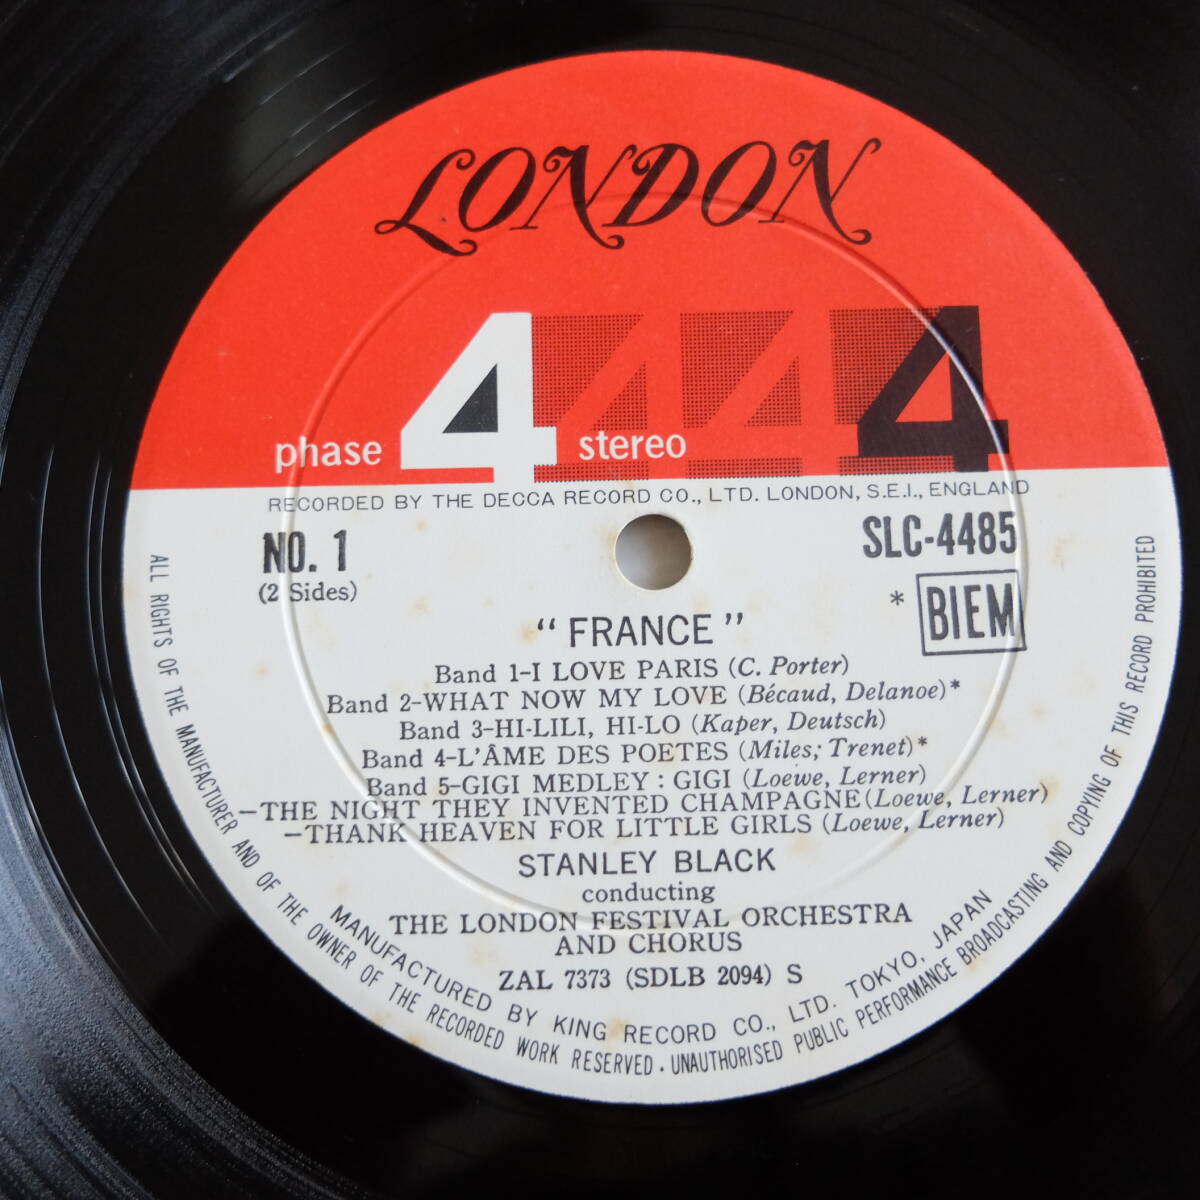 LONDON
phase 4 stereo 4 4 4
RECORDED BY THE DECCA RECORD CO., LTD. LONDON, S.E.I., ENGLAND
NO. 1
(2 Sides)
SLC-4485
* BIEM
“ FRANCE ”
Band 1-I LOVE PARIS (C. Porter)
Band 2-WHAT NOW MY LOVE (Bécaud, Delanoe)*
Band 3-HI-LILI, HI-LO (Kaper, Deutsch)
Band 4-L'ÂME DES POETES (Miles; Trenet)*
Band 5-GIGI MEDLEY : GIGI (Loewe, Lerner)
-THE NIGHT THEY INVENTED CHAMPAGNE (Loewe, Lerner)
-THANK HEAVEN FOR LITTLE GIRLS (Loewe, Lerner)
STANLEY BLACK
conducting
THE LONDON FESTIVAL ORCHESTRA
AND CHORUS
ZAL 7373 (SDLB 2094) S
MANUFACTURED BY KING RECORD CO., LTD. TOKYO, JAPAN
ALL RIGHTS OF THE MANUFACTURER AND OF THE OWNER OF THE RECORDED WORK RESERVED. UNAUTHORISED PUBLIC PERFORMANCE BROADCASTING AND COPYING OF THIS RECORD PROHIBITED